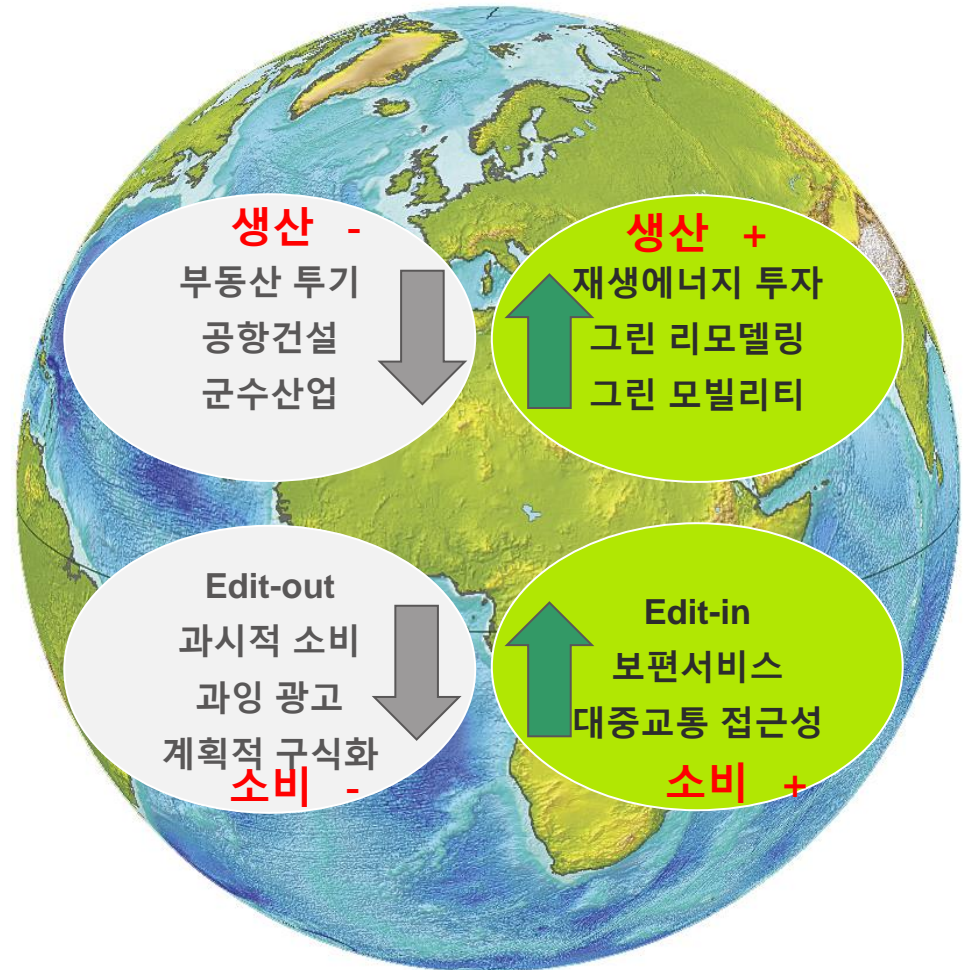 생산 -
부동산 투기
공항건설
군수산업
생산 +
재생에너지 투자
그린 리모델링
그린 모빌리티
Edit-out
과시적 소비
과잉 광고
계획적 구식화
소비 -
Edit-in
보편서비스
대중교통 접근성
소비 +